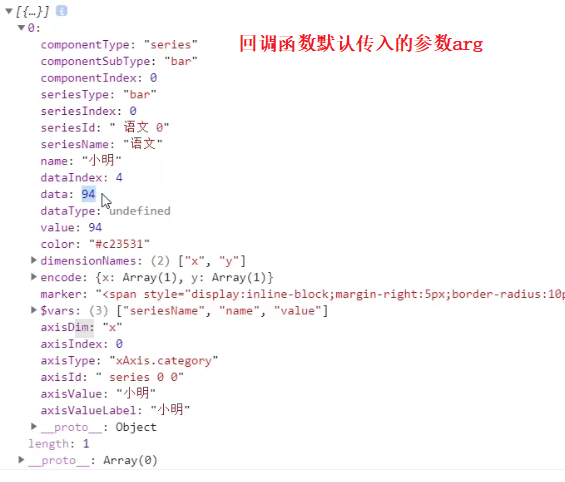 ▼[{…}] i
▼0:
componentType: "series"
回调函数默认传入的参数arg
componentSubType: "bar"
componentIndex: 0
seriesType: "bar"
seriesIndex: 0
seriesId: " 语文 0"
seriesName: "语文"
name: "小明"
dataIndex: 4
data: 94
dataType: undefined
value: 94
color: "#c23531"
▶dimensionNames: (2) ["x", "y"]
▶encode: {x: Array(1), y: Array(1)}
marker: "<span style="display:inline-block;margin-right:5px;border-radius:10p
▶$vars: (3) ["seriesName", "name", "value"]
axisDim: "x"
axisIndex: 0
axisType: "xAxis.category"
axisId: " series 0 0"
axisValue: "小明"
axisValueLabel: "小明"
▶__proto__: Object
length: 1
▶__proto__: Array(0)